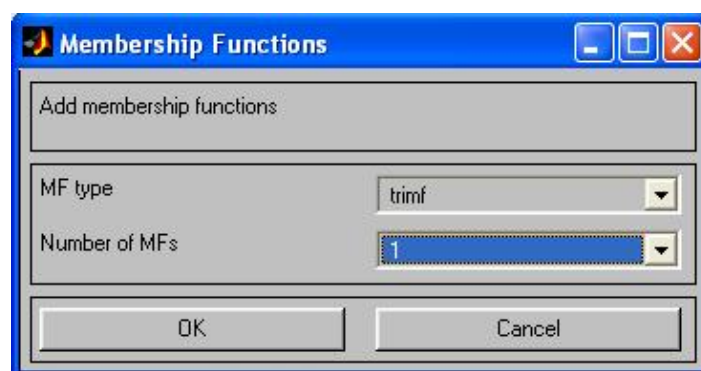 Membership Functions
Add membership functions
MF type
trimf
Number of MFs
1
OK
Cancel